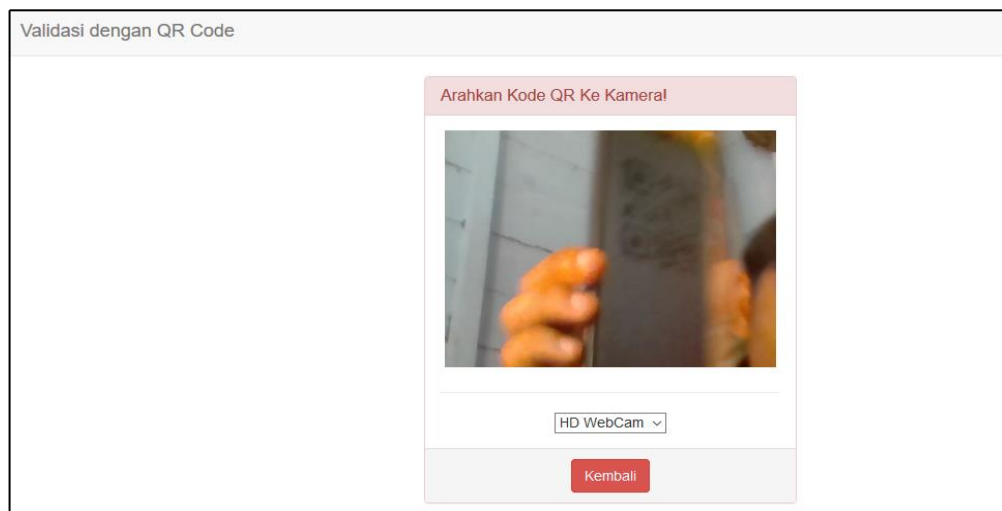 Validasi dengan QR Code
Arahkan Kode QR Ke Kamera!
HD WebCam
Kembali